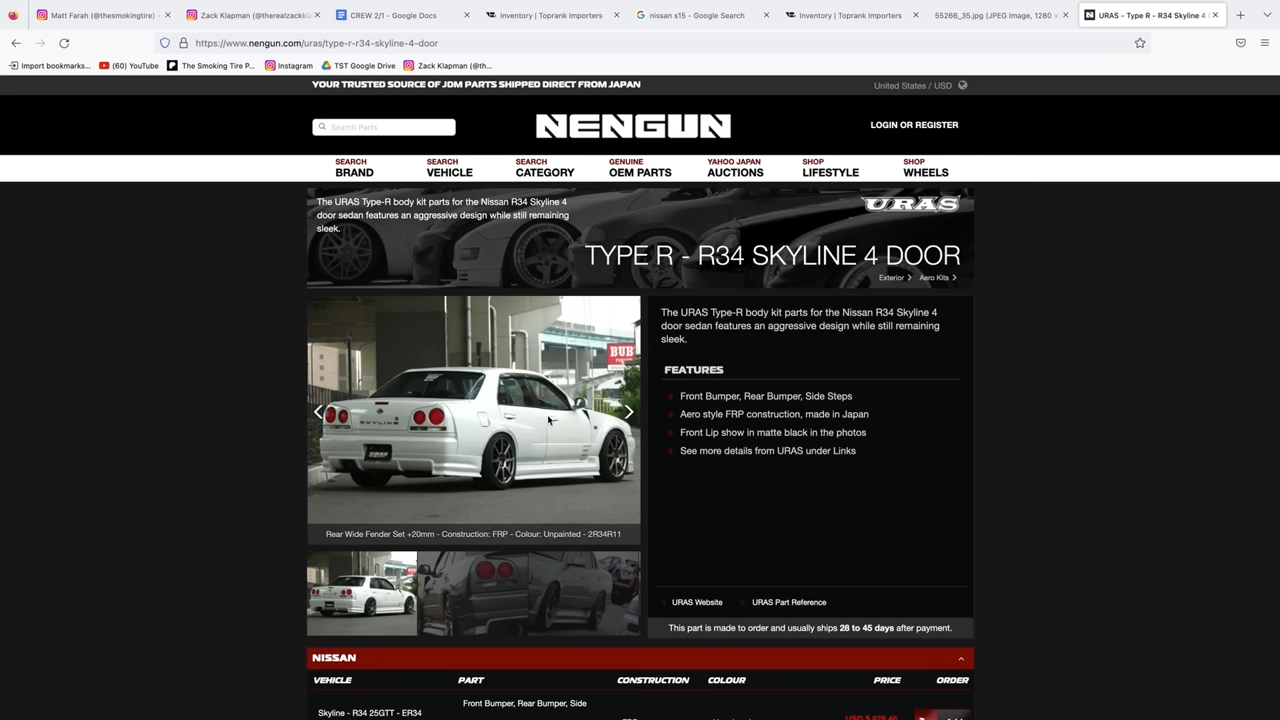 Matt Farah (@thesmokingtire)
Zack Klapman (@therealzackkl
CREW 2/1 - Google Docs
Inventory | Toprank Importers
nissan s15 - Google Search
Inventory | Toprank Importers
55266_35.jpg (JPEG Image, 1280 ×
URAS - Type R - R34 Skyline 4
https://www.nengun.com/uras/type-r-r34-skyline-4-door
Import bookmarks...
(60) YouTube
The Smoking Tire P...
Instagram
TST Google Drive
Zack Klapman (@th...
YOUR TRUSTED SOURCE OF JDM PARTS SHIPPED DIRECT FROM JAPAN
United States / USD
Search Parts
NENGUN
LOGIN OR REGISTER
SEARCH
BRAND
SEARCH
VEHICLE
SEARCH
CATEGORY
GENUINE
OEM PARTS
YAHOO JAPAN
AUCTIONS
SHOP
LIFESTYLE
SHOP
WHEELS
The URAS Type-R body kit parts for the Nissan R34 Skyline 4
door sedan features an aggressive design while still remaining
sleek.
URAS
TYPE R - R34 SKYLINE 4 DOOR
Exterior
Aero Kits
BUB
SKYLINE
Rear Wide Fender Set +20mm - Construction: FRP - Colour: Unpainted - 2R34R11
The URAS Type-R body kit parts for the Nissan R34 Skyline 4
door sedan features an aggressive design while still remaining
sleek.
FEATURES
Front Bumper, Rear Bumper, Side Steps
Aero style FRP construction, made in Japan
Front Lip show in matte black in the photos
See more details from URAS under Links
URAS Website
URAS Part Reference
This part is made to order and usually ships 28 to 45 days after payment.
NISSAN
VEHICLE
PART
CONSTRUCTION
COLOUR
PRICE
ORDER
Skyline - R34 25GTT - ER34
Front Bumper, Rear Bumper, Side